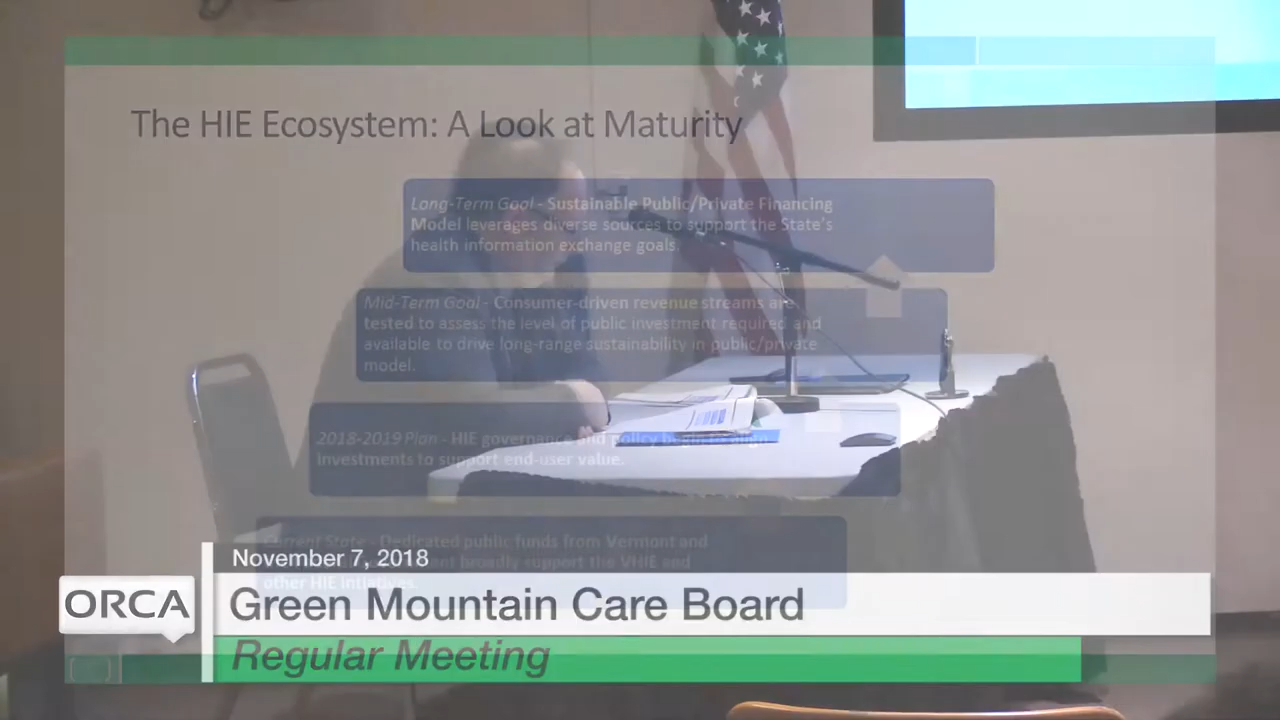 The HIE Ecosystem: A Look at Maturity
Long-Term Goal - Sustainable Public/Private Financing
Model leverages diverse sources to support the State's
health information exchange goals.
Mid-Term Goal - Consumer-driven revenue streams are
tested to assess the level of public investment required and
available to drive long-range sustainability in public/private
model.
2018-2019 Plan - HIE governance and policy begin to align
investments to support end-user value.
Current State - Dedicated public funds from Vermont and
broadly support the VHIE and
other HIE intiatives.
November 7, 2018
ORCA
Green Mountain Care Board
Regular Meeting